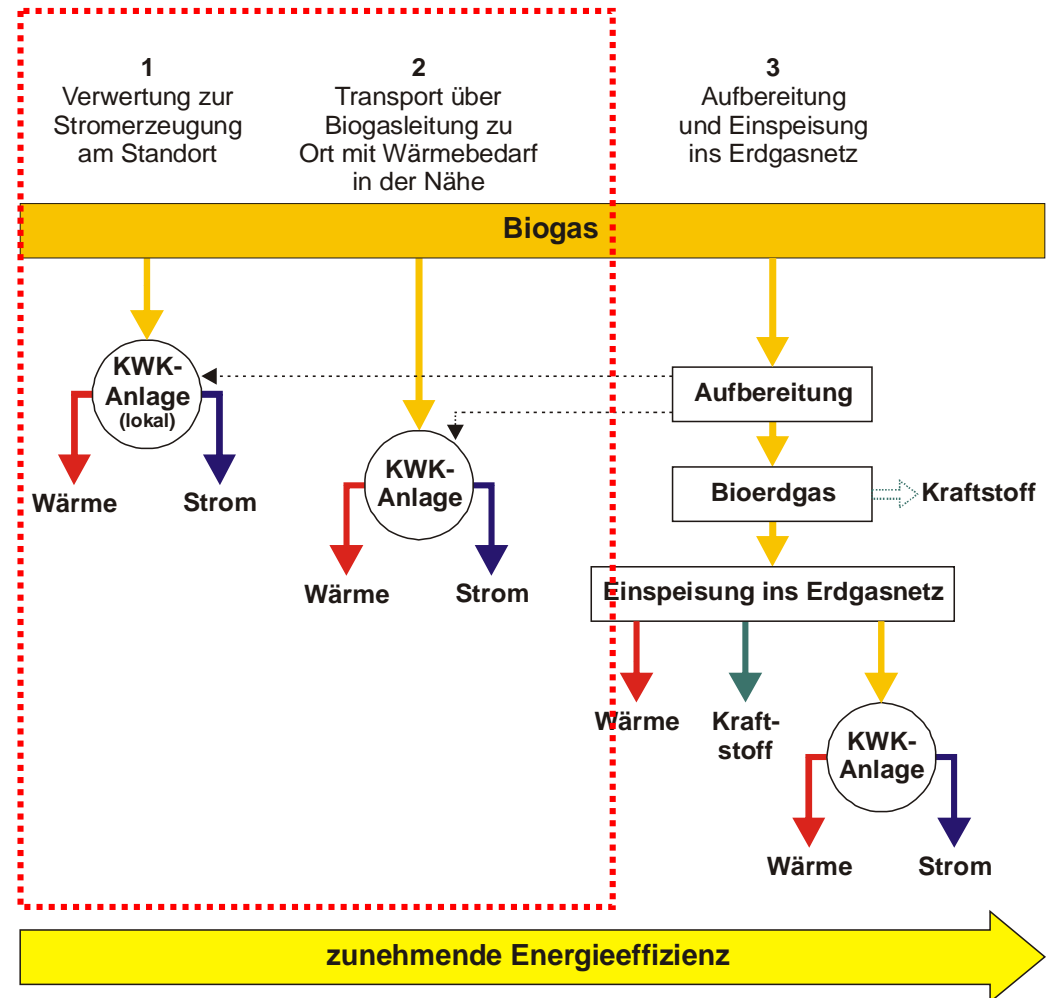 1
Verwertung zur
Stromerzeugung
am Standort
2
Transport über
Biogasleitung zu
Ort mit Wärmebedarf
in der Nähe
3
Aufbereitung
und Einspeisung
ins Erdgasnetz
Biogas
KWK-
Anlage
(lokal)
Wärme
Strom
KWK-
Anlage
Wärme
Strom
Aufbereitung
Bioerdgas
Kraftstoff
Einspeisung ins Erdgasnetz
Wärme
Kraft-
stoff
KWK-
Anlage
Wärme
Strom
zunehmende Energieeffizienz